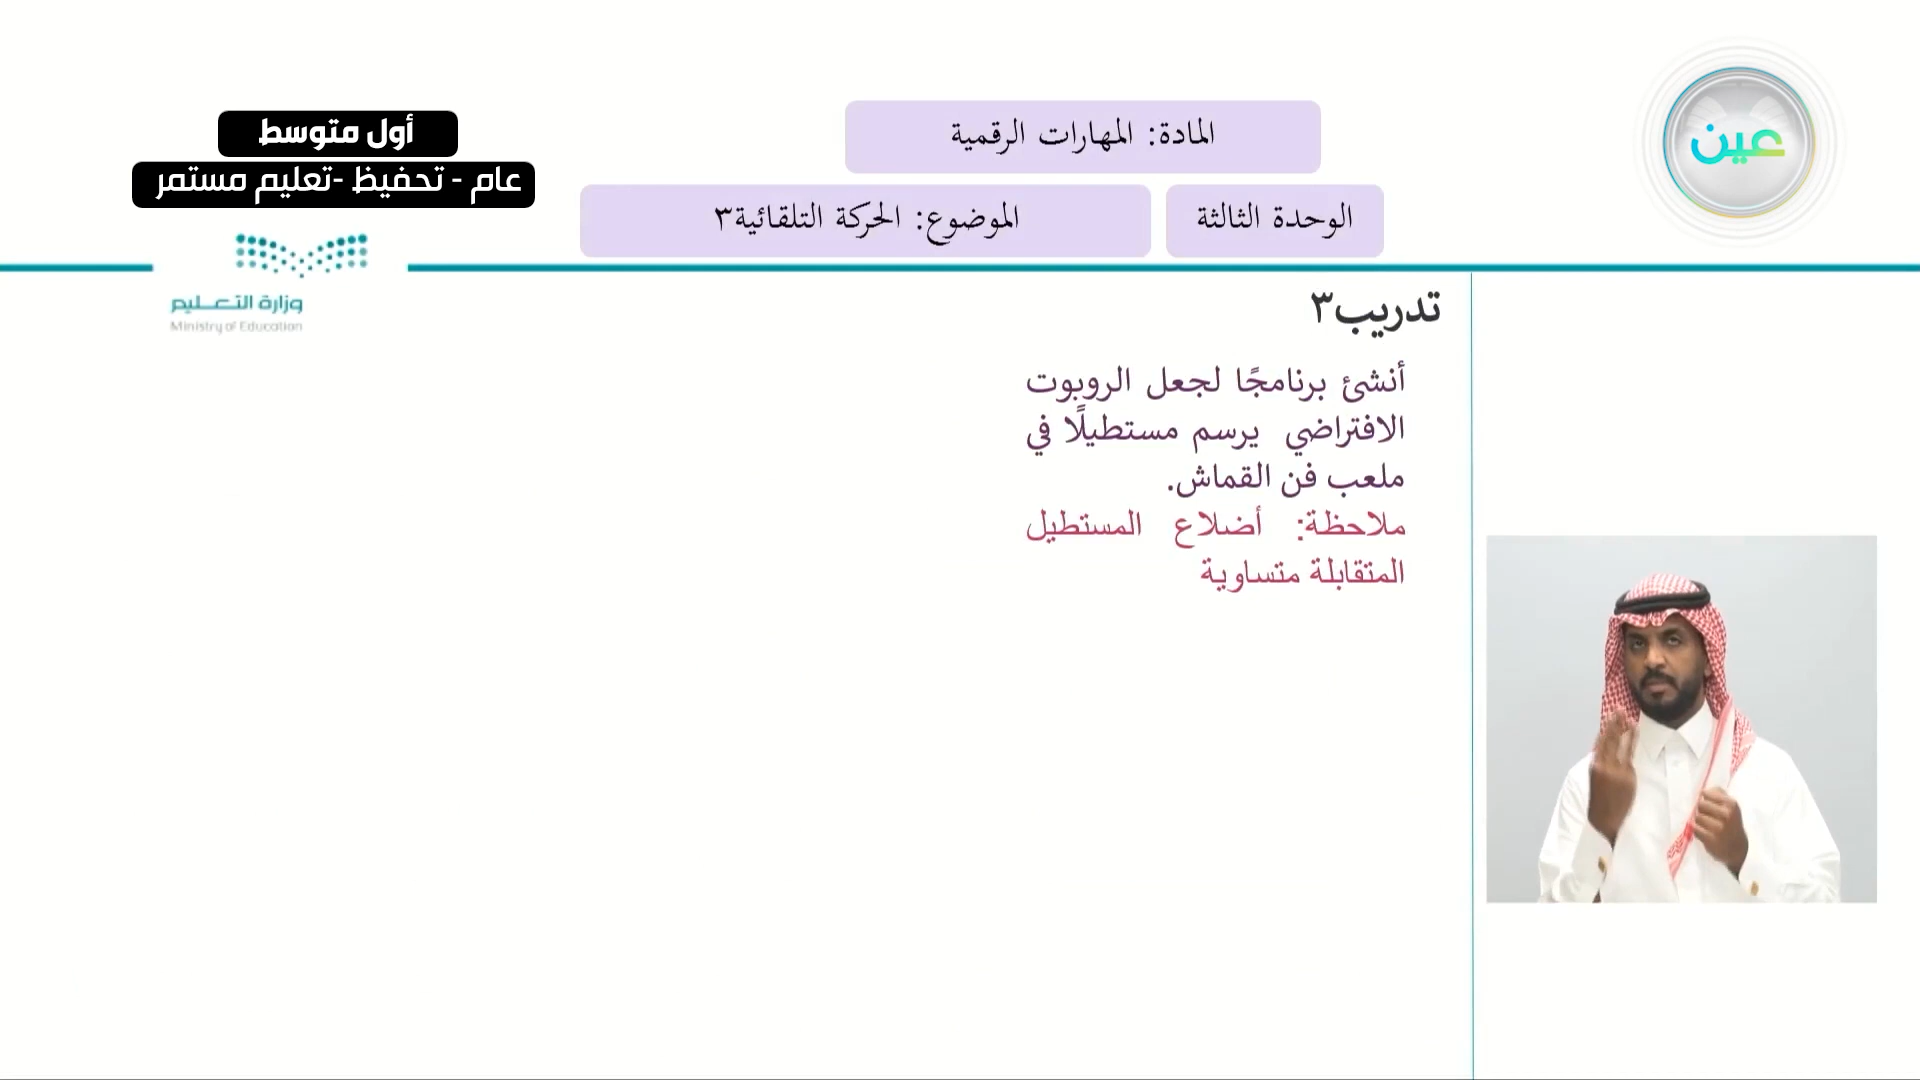 أول متوسط
عام - تحفيظ -تعليم مستمر
المادة: المهارات الرقمية
الوحدة الثالثة
الموضوع: الحركة التلقائية٣
عين
وزارة التعـليم
Ministry of Education
تدريب٣
أنشئ برنامجًا لجعل الروبوت
الافتراضي يرسم مستطيلًا في
ملعب فن القماش.
ملاحظة: أضلاع المستطيل
المتقابلة متساوية